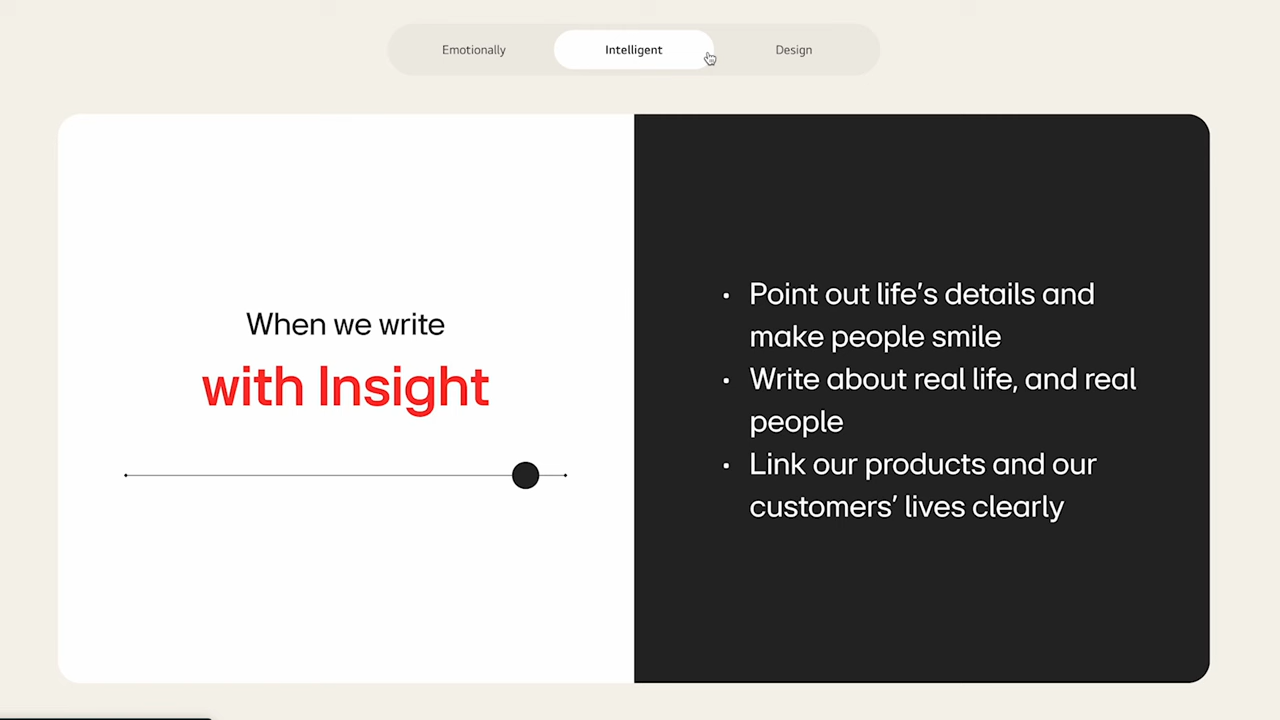 Emotionally
Intelligent
Design
When we write
with Insight
• Point out life's details and
make people smile
• Write about real life, and real
people
• Link our products and our
customers' lives clearly